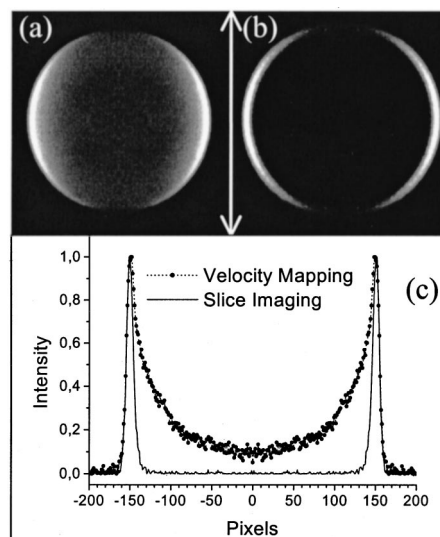 (a) (b)
1,0
0,8
0,6
0,4
0,2
0,0
Intensity
Velocity Mapping
Slice Imaging
(c)
-200 -150 -100 -50 0 50 100 150 200
Pixels